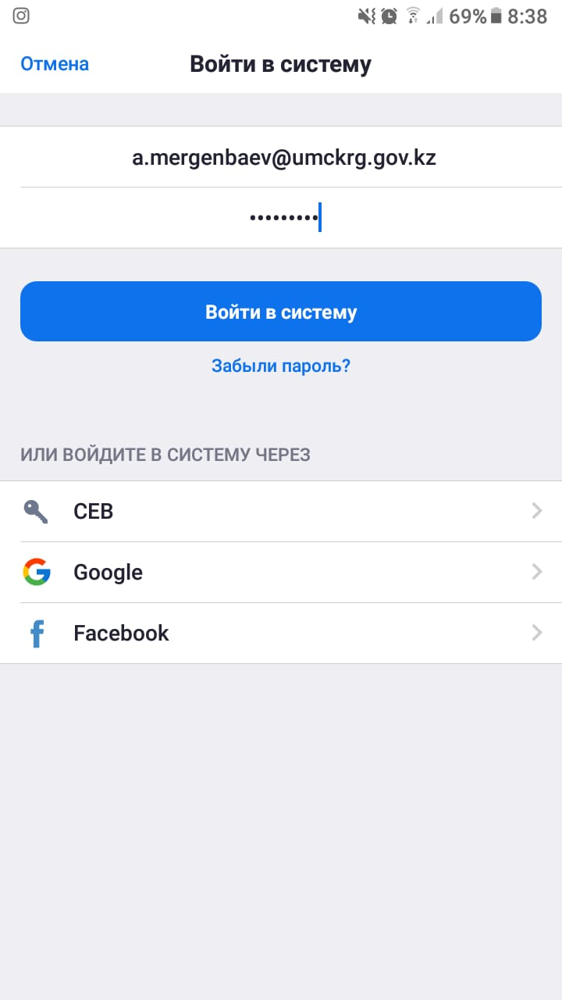 69% 8:38
Отмена Войти в систему
a.mergenbaev@umckrg.gov.kz
•••••••••
Войти в систему
Забыли пароль?
ИЛИ ВОЙДИТЕ В СИСТЕМУ ЧЕРЕЗ
СЕВ
Google
Facebook